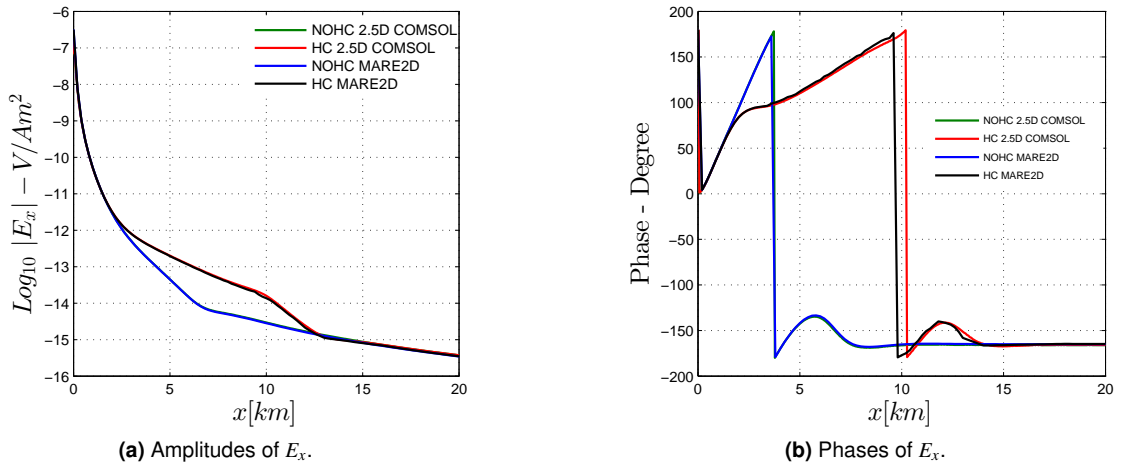 −6
−7
−8
−9
−10
−11
−12
−13
−14
−15
−16
0
5
10
15
20
Log10 |Ex| − V/Am²
x[km]
NOHC 2.5D COMSOL
HC 2.5D COMSOL
NOHC MARE2D
HC MARE2D
(a) Amplitudes of Ex.
200
150
100
50
0
−50
−100
−150
−200
0
5
10
15
20
Phase - Degree
x[km]
NOHC 2.5D COMSOL
HC 2.5D COMSOL
NOHC MARE2D
HC MARE2D
(b) Phases of Ex.